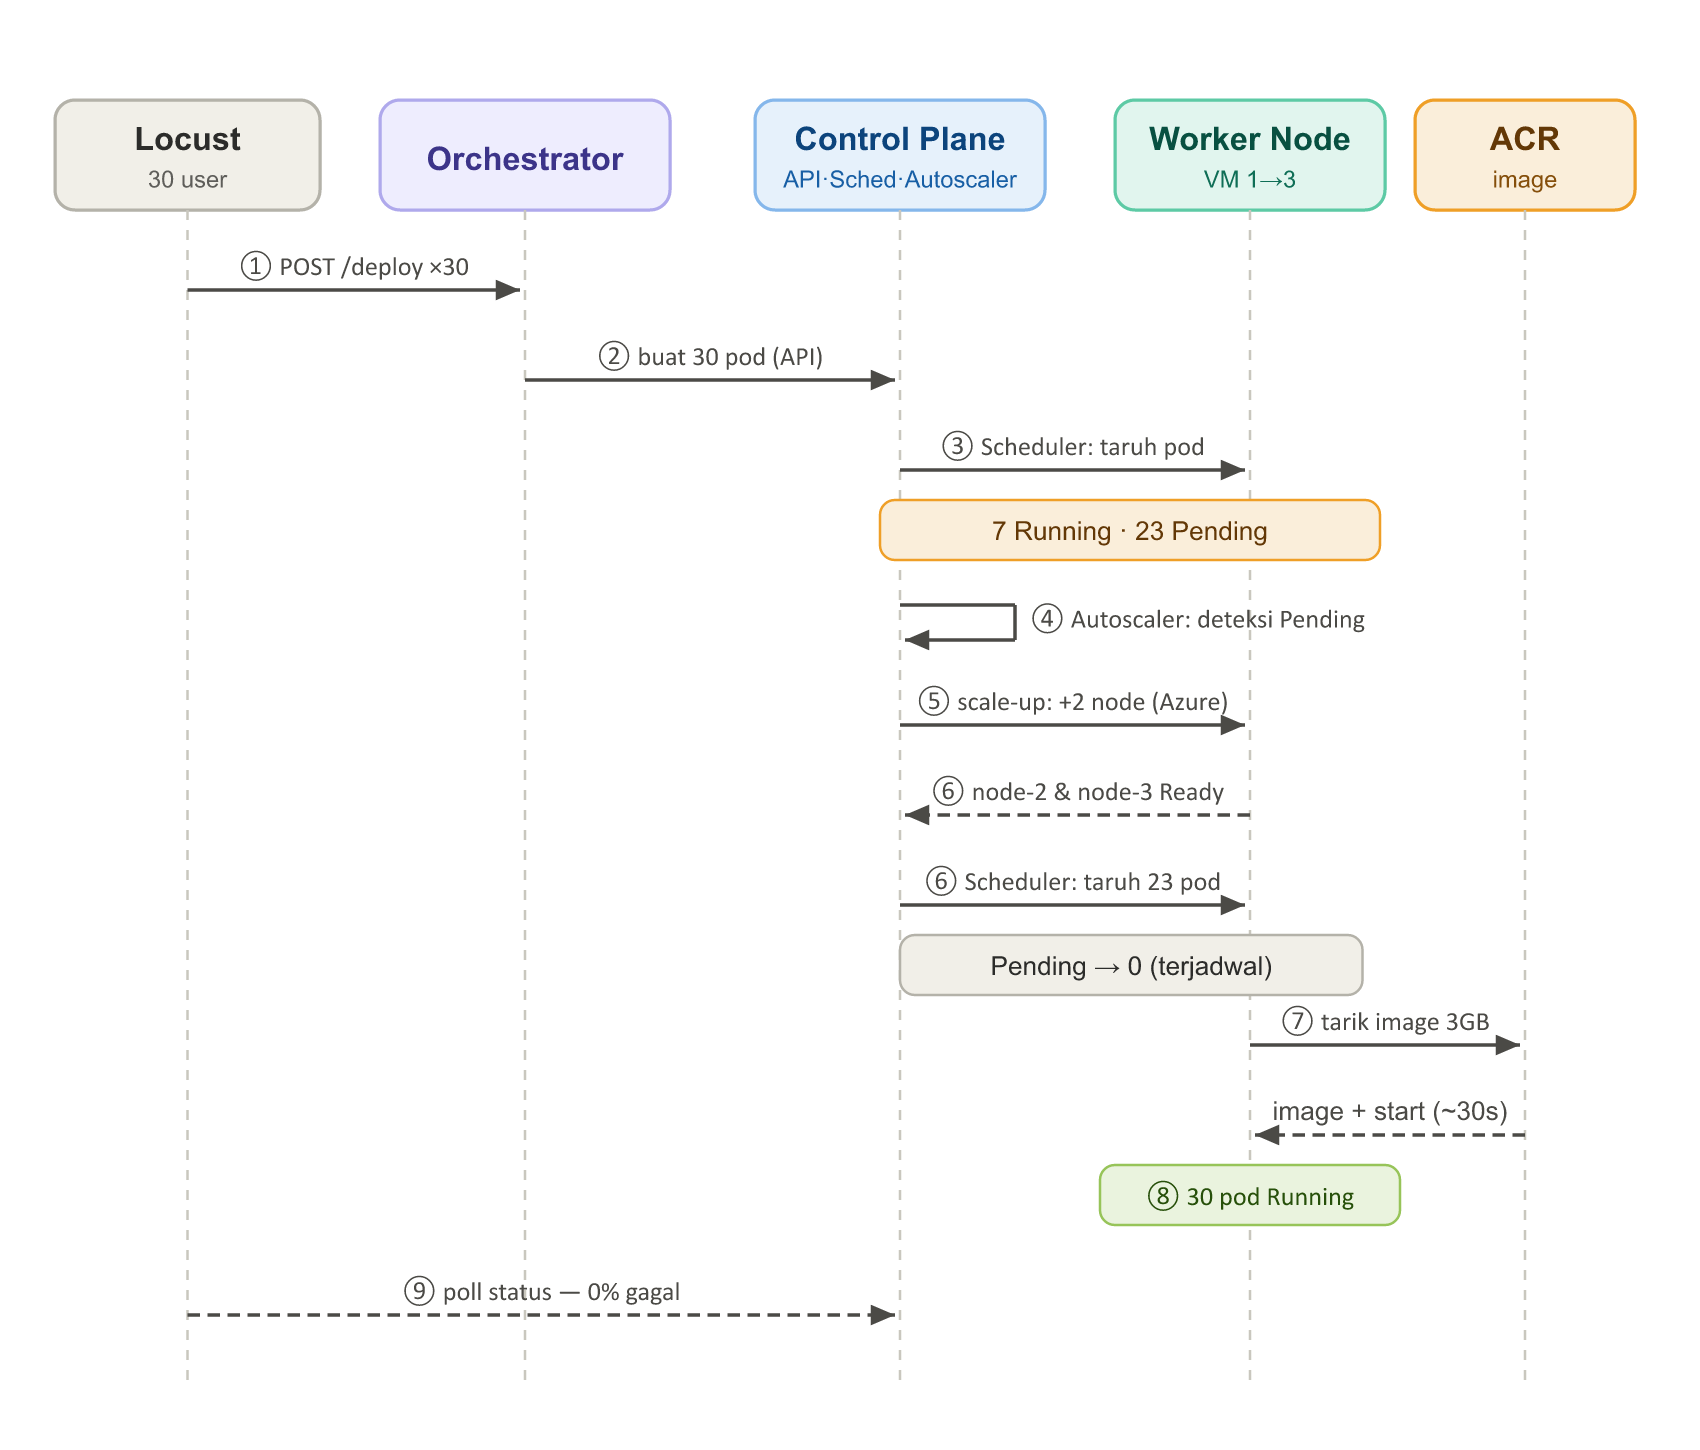 Locust
30 user
Orchestrator
Control Plane
API·Sched·Autoscaler
Worker Node
VM 1→3
ACR
image
① POST /deploy ×30
② buat 30 pod (API)
③ Scheduler: taruh pod
7 Running · 23 Pending
④ Autoscaler: deteksi Pending
⑤ scale-up: +2 node (Azure)
⑥ node-2 & node-3 Ready
⑥ Scheduler: taruh 23 pod
Pending → 0 (terjadwal)
⑦ tarik image 3GB
image + start (~30s)
⑧ 30 pod Running
⑨ poll status — 0% gagal